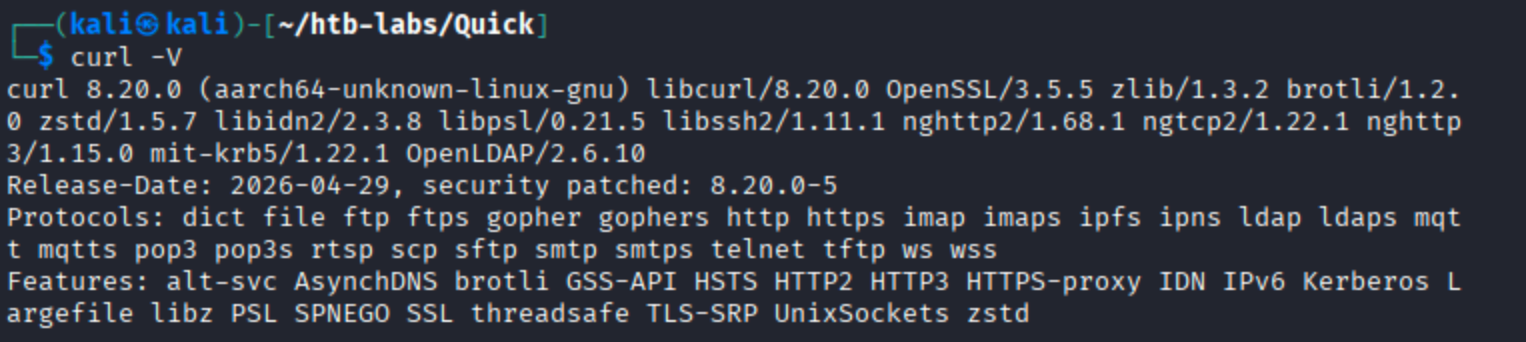 ┌──(kali㉿kali)-[~/htb-labs/Quick]
└─$ curl -V
curl 8.20.0 (aarch64-unknown-linux-gnu) libcurl/8.20.0 OpenSSL/3.5.5 zlib/1.3.2 brotli/1.2.
0 zstd/1.5.7 libidn2/2.3.8 libpsl/0.21.5 libssh2/1.11.1 nghttp2/1.68.1 ngtcp2/1.22.1 nghttp
3/1.15.0 mit-krb5/1.22.1 OpenLDAP/2.6.10
Release-Date: 2026-04-29, security patched: 8.20.0-5
Protocols: dict file ftp ftps gopher gophers http https imap imaps ipfs ipns ldap ldaps mqt
t mqtts pop3 pop3s rtsp scp sftp smtp smtps telnet tftp ws wss
Features: alt-svc AsynchDNS brotli GSS-API HSTS HTTP2 HTTP3 HTTPS-proxy IDN IPv6 Kerberos L
argefile libz PSL SPNEGO SSL threadsafe TLS-SRP UnixSockets zstd